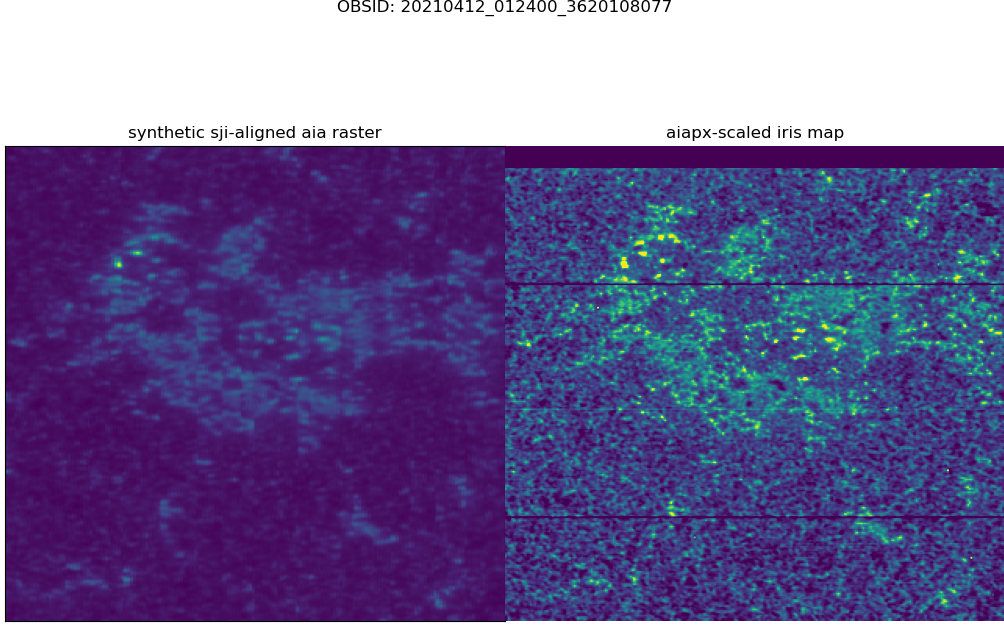 OBSID: 20210412_012400_3620108077
synthetic sji-aligned aia raster
aiapx-scaled iris map